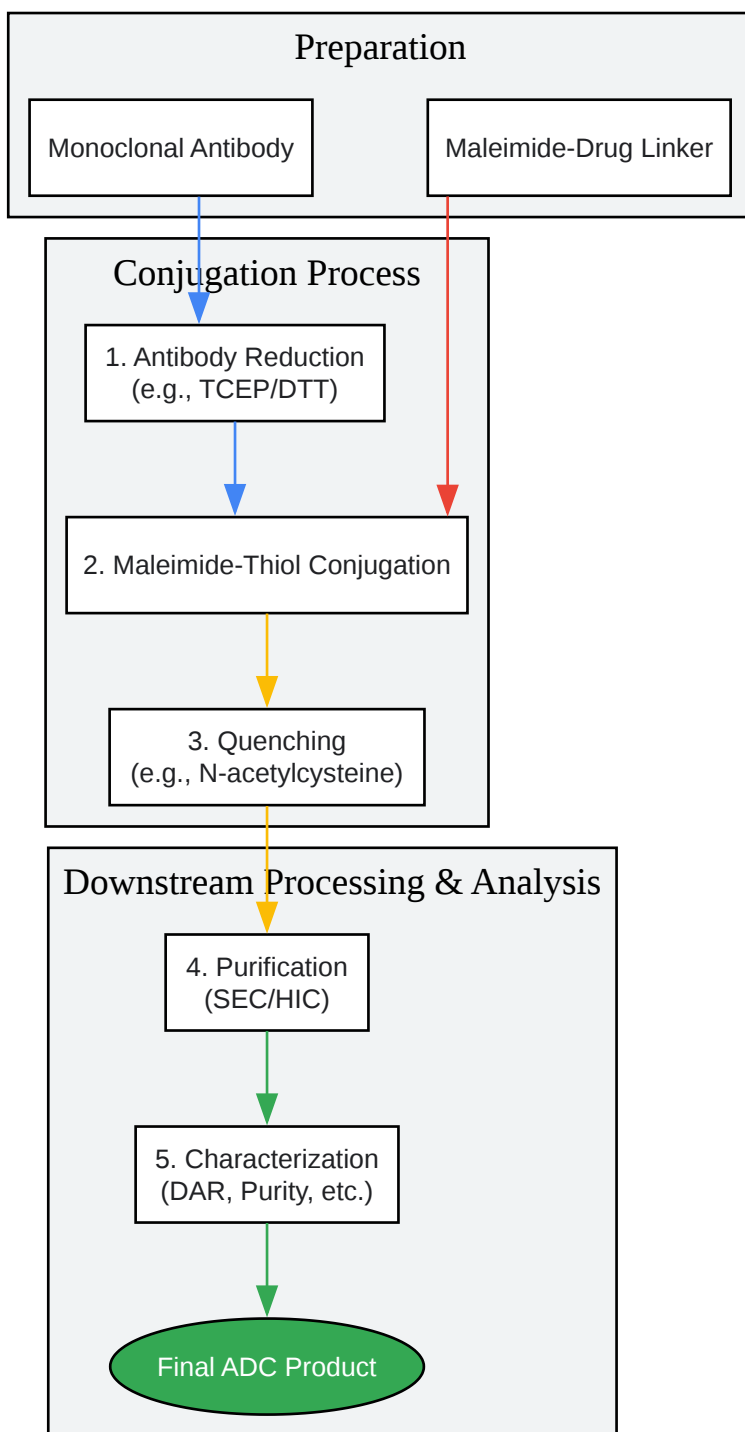 Preparation
Monoclonal Antibody
Maleimide-Drug Linker
Conjugation Process
1. Antibody Reduction
(e.g., TCEP/DTT)
2. Maleimide-Thiol Conjugation
3. Quenching
(e.g., N-acetylcysteine)
Downstream Processing & Analysis
4. Purification
(SEC/HIC)
5. Characterization
(DAR, Purity, etc.)
Final ADC Product